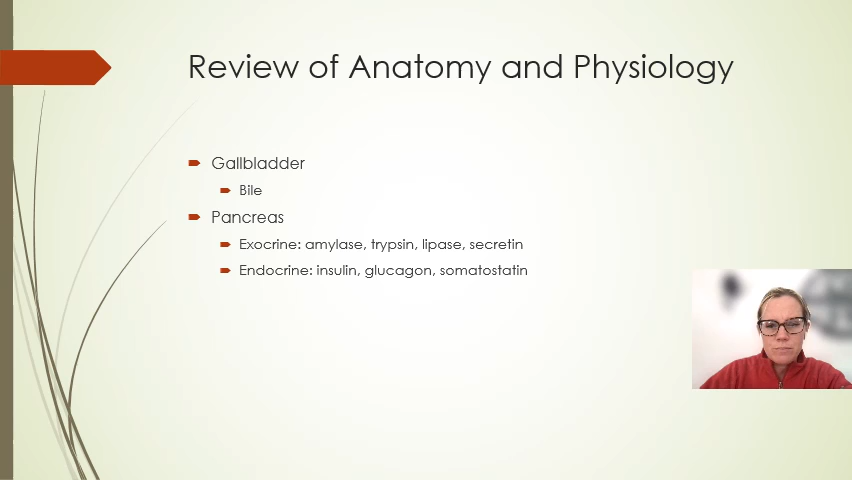 Review of Anatomy and Physiology
Gallbladder
Bile
Pancreas
Exocrine: amylase, trypsin, lipase, secretin
Endocrine: insulin, glucagon, somatostatin